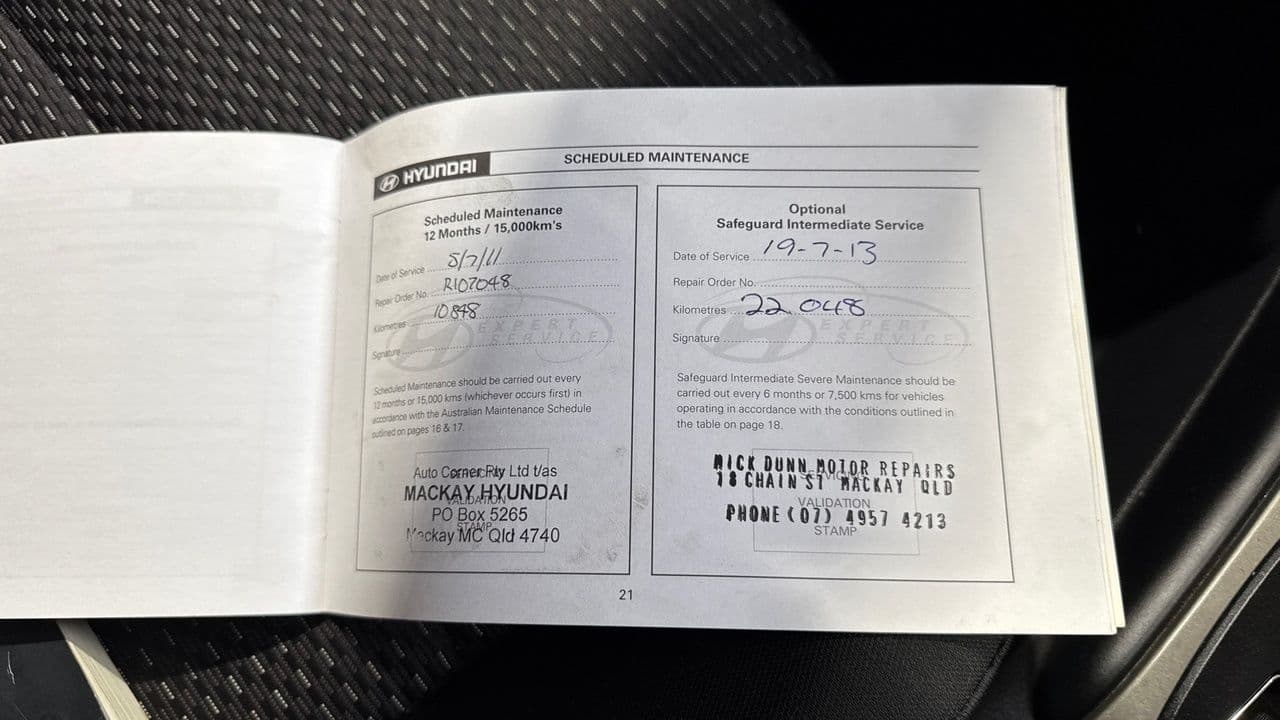 HYUNDAI
SCHEDULED MAINTENANCE
Scheduled Maintenance
12 Months / 15,000km's
Date of Service 5/7/11
Repair Order No. R107048
Kilometres 10848
Signature
EXPERT
SERVICE
Scheduled Maintenance should be carried out every
12 months or 15,000 kms (whichever occurs first) in
accordance with the Australian Maintenance Schedule
outlined on pages 16 & 17.
Auto Corner Pty Ltd t/as
MACKAY HYUNDAI
VALIDATION
PO Box 5265
STAMP
Mackay MC Qld 4740
Optional
Safeguard Intermediate Service
Date of Service 19-7-13
Repair Order No.
Kilometres 22048
Signature
EXPERT
SERVICE
Safeguard Intermediate Severe Maintenance should be
carried out every 6 months or 7,500 kms for vehicles
operating in accordance with the conditions outlined in
the table on page 18.
MICK DUNN MOTOR REPAIRS
18 CHAIN ST MACKAY QLD
VALIDATION
PHONE (07) 4957 4213
STAMP
21